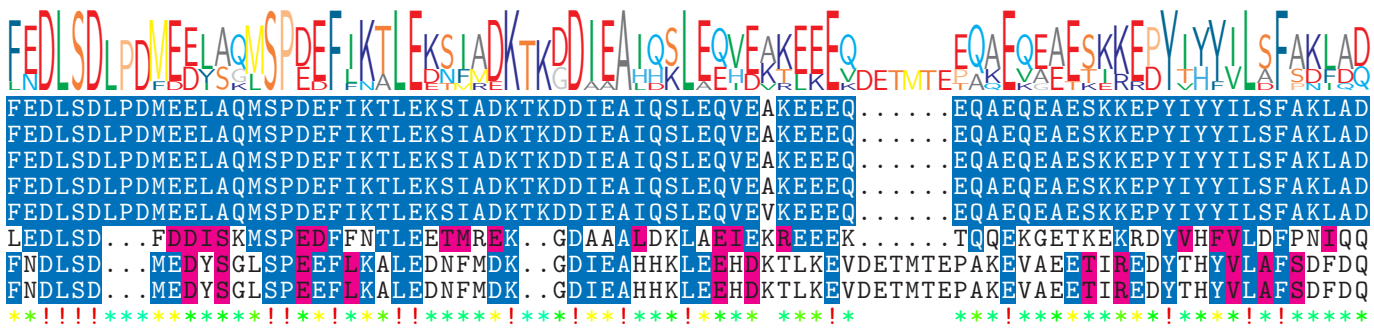 FEDLSDLPDMEELAQMSPDEFIKTLEKSIADKTKDDIEAIQSLEQVEAKEEEQDETMTEEQAEQEAESKKEPYIYYILSFAKLAD
FEDLSDLPDMEELAQMSPDEFIKTLEKSIADKTKDDIEAIQSLEQVEAKEEEQ......EQAEQEAESKKEPYIYYILSFAKLAD
FEDLSDLPDMEELAQMSPDEFIKTLEKSIADKTKDDIEAIQSLEQVEAKEEEQ......EQAEQEAESKKEPYIYYILSFAKLAD
FEDLSDLPDMEELAQMSPDEFIKTLEKSIADKTKDDIEAIQSLEQVEAKEEEQ......EQAEQEAESKKEPYIYYILSFAKLAD
FEDLSDLPDMEELAQMSPDEFIKTLEKSIADKTKDDIEAIQSLEQVEAKEEEQ......EQAEQEAESKKEPYIYYILSFAKLAD
FEDLSDLPDMEELAQMSPDEFIKTLEKSIADKTKDDIEAIQSLEQVEVKEEEQ......EQAEQEAESKKEPYIYYILSFAKLAD
LEDLSD...FDDISKMSPEDFFNTLEETMREK..GDAAALDKLAEIEKREEEK......TQQEKGETKEKRDYVHFVLDFPNIQQ
FNDLSD...MEDYSGLSPEEFLKALEDNFMDK..GDIEAHHKLEEHDKTLKEVDETMTEPAKEVAEETIREDYTHYVLAFSDFDQ
FNDLSD...MEDYSGLSPEEFLKALEDNFMDK..GDIEAHHKLEEHDKTLKEVDETMTEPAKEVAEETIREDYTHYVLAFSDFDQ
**!!!!**********!!**!***!!*****!***!**!***!**** ***!*      ***!**********!****!*!*****